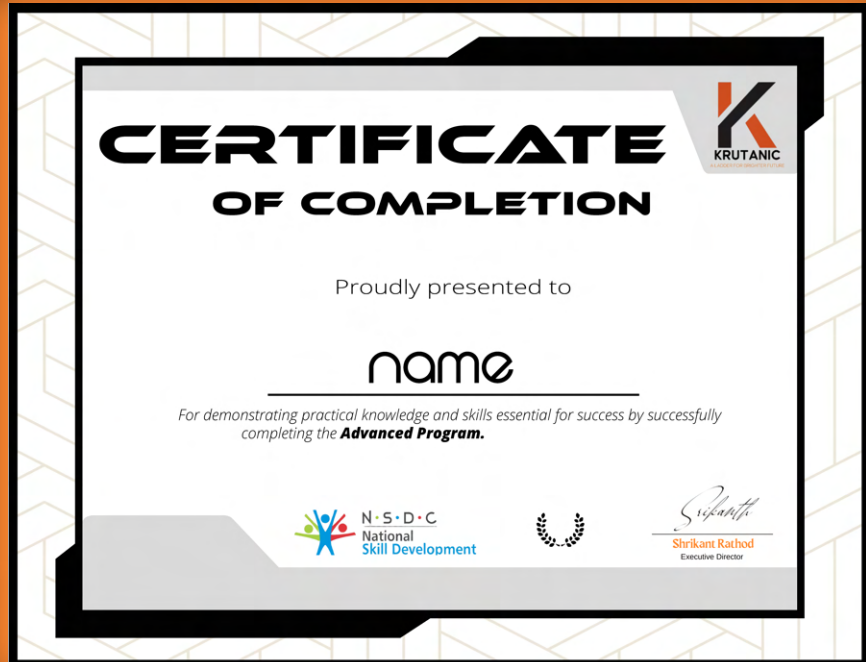 CERTIFICATE
OF COMPLETION
KRUTANIC
Proudly presented to
name
For demonstrating practical knowledge and skills essential for success by successfully
completing the Advanced Program.
N·S·D·C
National
Skill Development
Srikanth
Shrikant Rathod
Executive Director